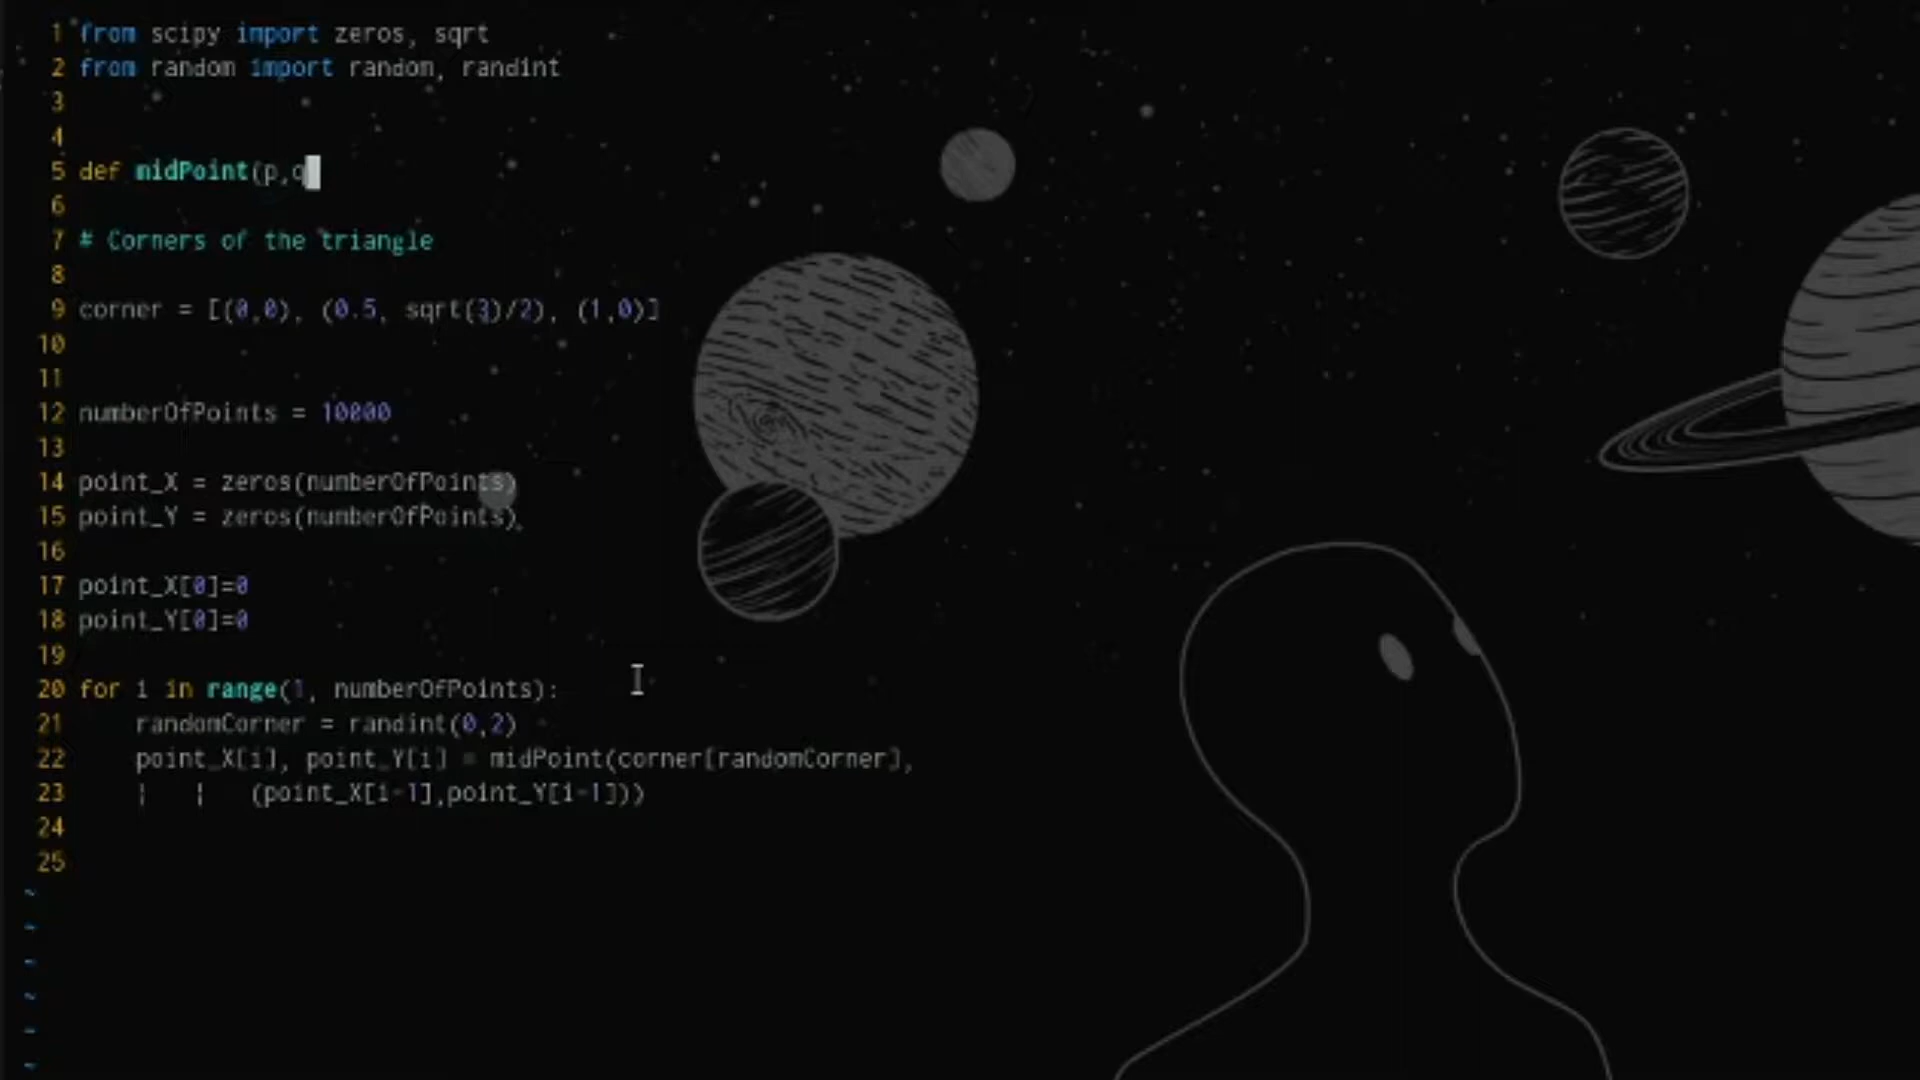 1 from scipy import zeros, sqrt
2 from random import random, randint
3
4
5 def midPoint(p,q
6
7 # Corners of the triangle
8
9 corner = [(0,0), (0.5, sqrt(3)/2), (1,0)]
10
11
12 numberOfPoints = 10000
13
14 point_X = zeros(numberOfPoints)
15 point_Y = zeros(numberOfPoints)
16
17 point_X[0]=0
18 point_Y[0]=0
19
20 for i in range(1, numberOfPoints):
21     randomCorner = randint(0,2)
22     point_X[i], point_Y[i] = midPoint(corner[randomCorner],
23     ¦   ¦   (point_X[i-1],point_Y[i-1]))
24
25
~
~
~
~
~
~